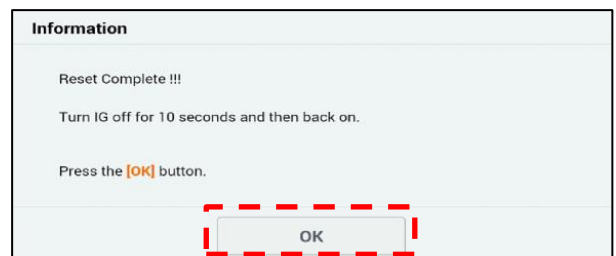 Information
Reset Complete !!!
Turn IG off for 10 seconds and then back on.
Press the [OK] button.
OK